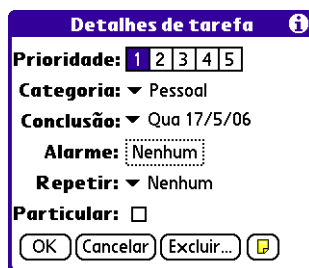 Detalhes de tarefa
Prioridade: 1 2 3 4 5
Categoria: Pessoal
Conclusão: Qua 17/5/06
Alarme: Nenhum
Repetir: Nenhum
Particular:
OK Cancelar Excluir...